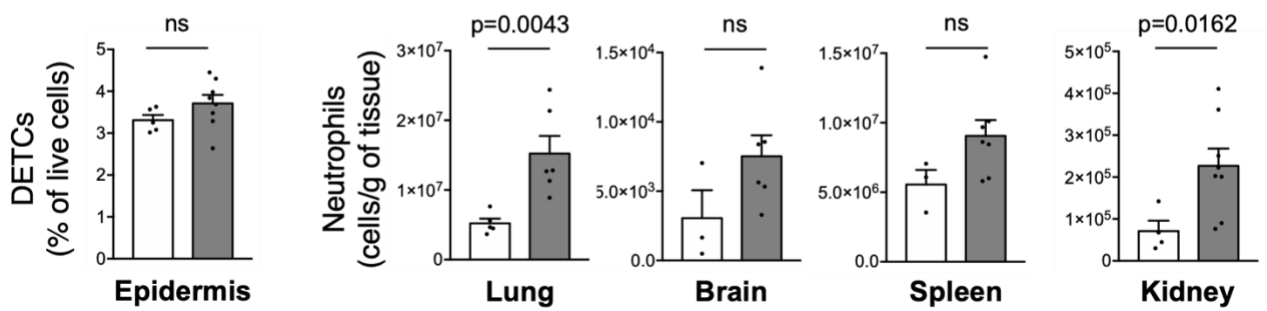 ns
5
4
3
2
1
0
DETCs
(% of live cells)
Epidermis
p=0.0043
3×10⁷
2×10⁷
1×10⁷
0
Neutrophils
(cells/g of tissue)
Lung
ns
1.5×10⁴
1.0×10⁴
5.0×10³
0.0
Brain
ns
1.5×10⁷
1.0×10⁷
5.0×10⁶
0.0
Spleen
p=0.0162
5×10⁵
4×10⁵
3×10⁵
2×10⁵
1×10⁵
0
Kidney